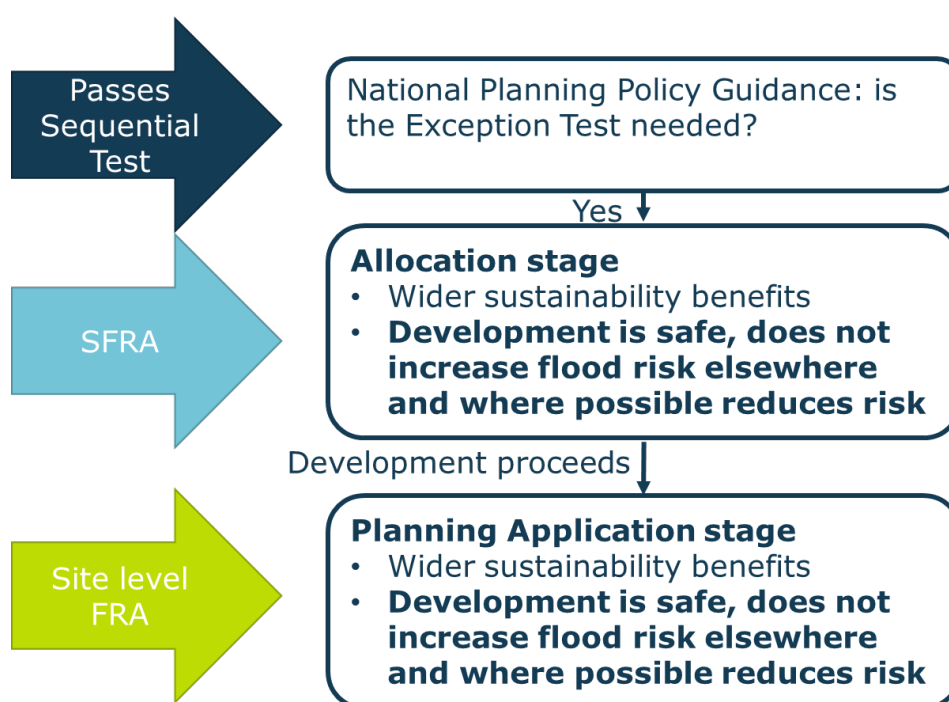 Passes
Sequential
Test
National Planning Policy Guidance: is
the Exception Test needed?
Yes
SFRA
Allocation stage
• Wider sustainability benefits
• Development is safe, does not
increase flood risk elsewhere
and where possible reduces risk
Development proceeds
Site level
FRA
Planning Application stage
• Wider sustainability benefits
• Development is safe, does not
increase flood risk elsewhere
and where possible reduces risk